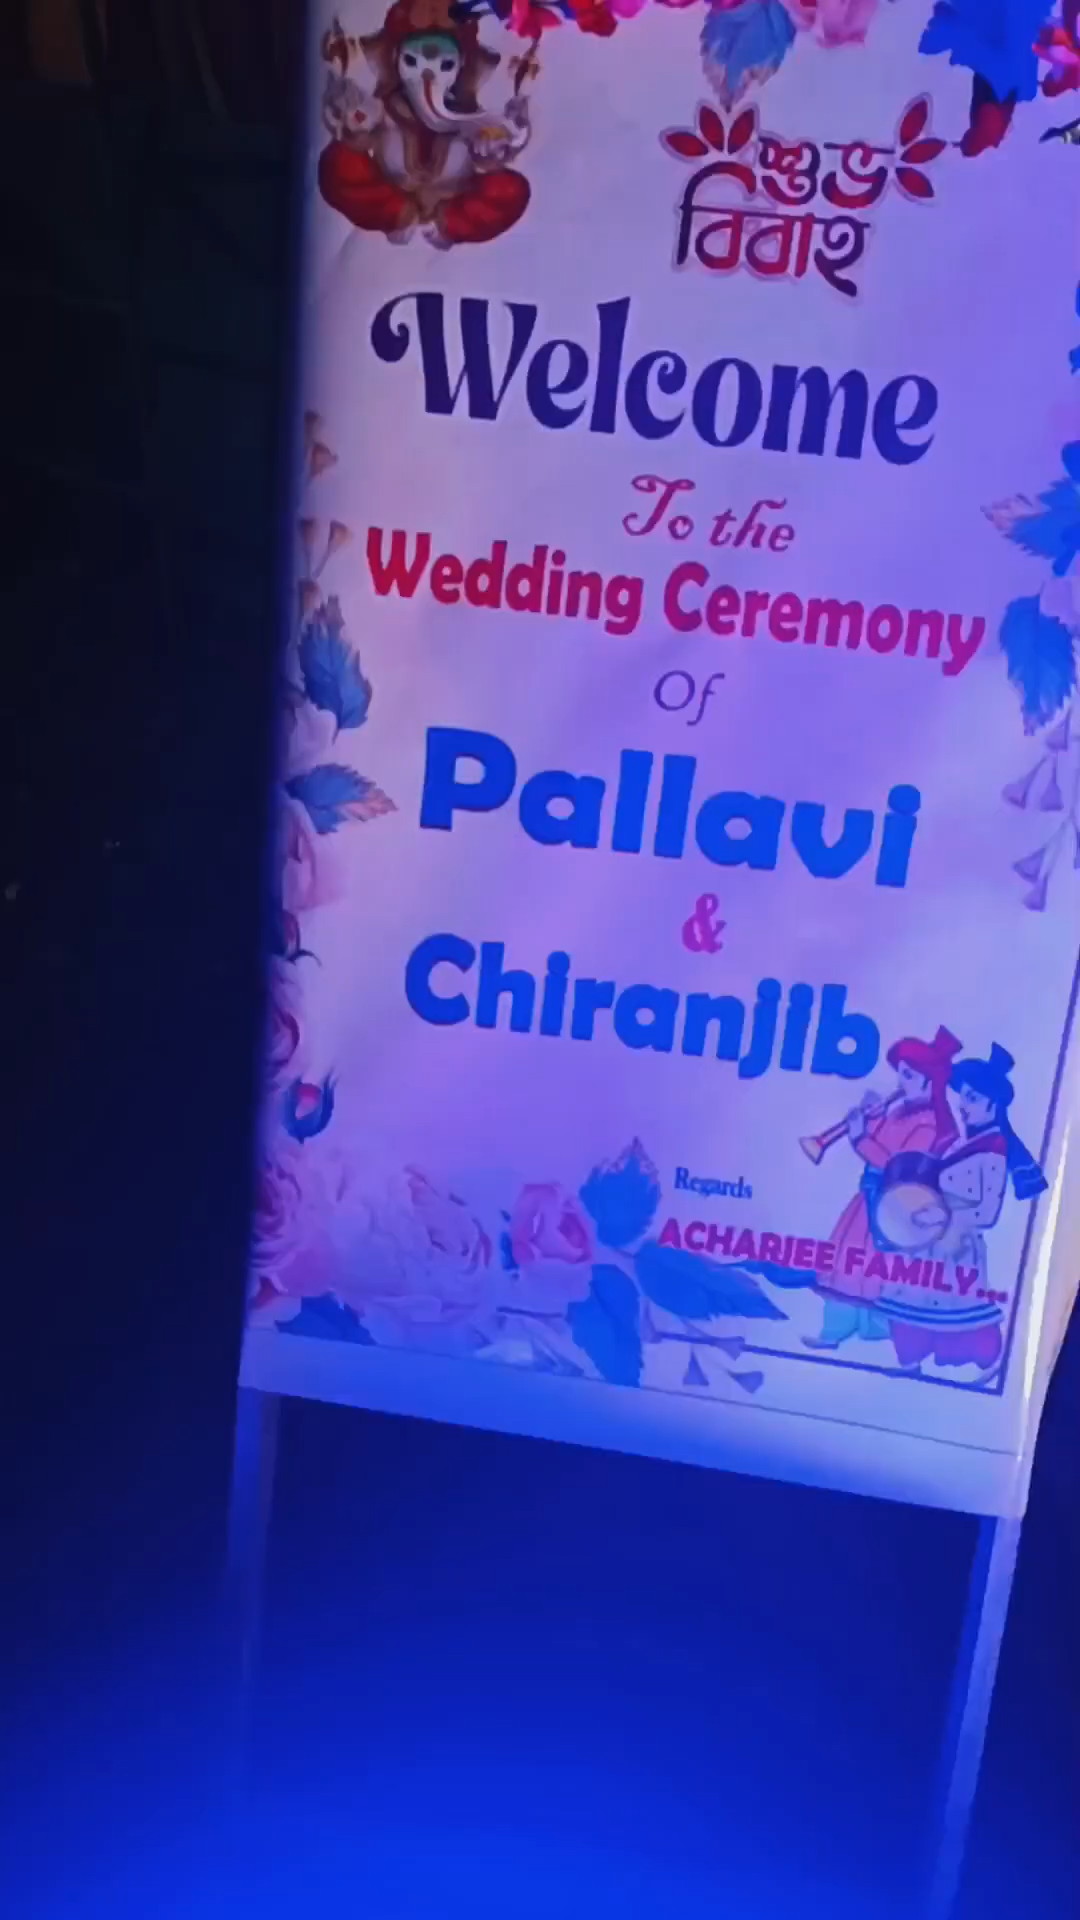 শুভ
বিবাহ
Welcome
To the
Wedding Ceremony
Of
Pallavi
&
Chiranjib
Regards
ACHARJEE FAMILY...